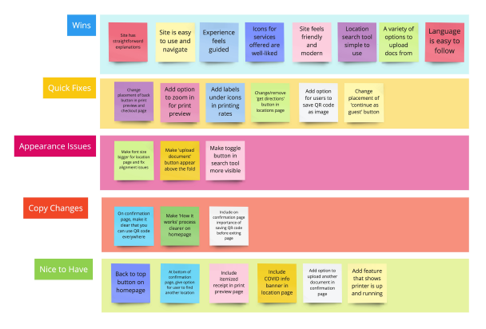 Wins
Site has
straightforward
explanations
Site is easy
to use and
navigate
Experience
feels
guided
Icons for
services
offered are
well-liked
Site feels
friendly
and
modern
Location
search tool
simple to
use
A variety of
options to
upload
docs from
Language
is easy to
follow
Quick Fixes
Change
placement of back
button in print
preview and
checkout page
Add option
to zoom in
for print
preview
Add labels
under icons
in printing
rates
Change/remove
'get directions'
button in
locations page
Add option
for users to
save QR code
as image
Change
placement of
'continue as
guest' button
Appearance Issues
Make font size
bigger for location
page and fix
alignment issues
Make 'upload
document'
button appear
above the fold
Make toggle
button in
search tool
more visible
Copy Changes
On confirmation
page, make it
clear that you
can use QR code
everywhere
Make 'How it
works' process
clearer on
homepage
Include on
confirmation page
importance of
saving QR code
before exiting
page
Nice to Have
Back to top
button on
homepage
At bottom of
confirmation
page, give option
for user to find
another location
Include
itemized
receipt in print
preview page
Include
COVID info
banner in
location page
Add option to
upload another
document in
confirmation
page
Add feature
that shows
printer is up
and running